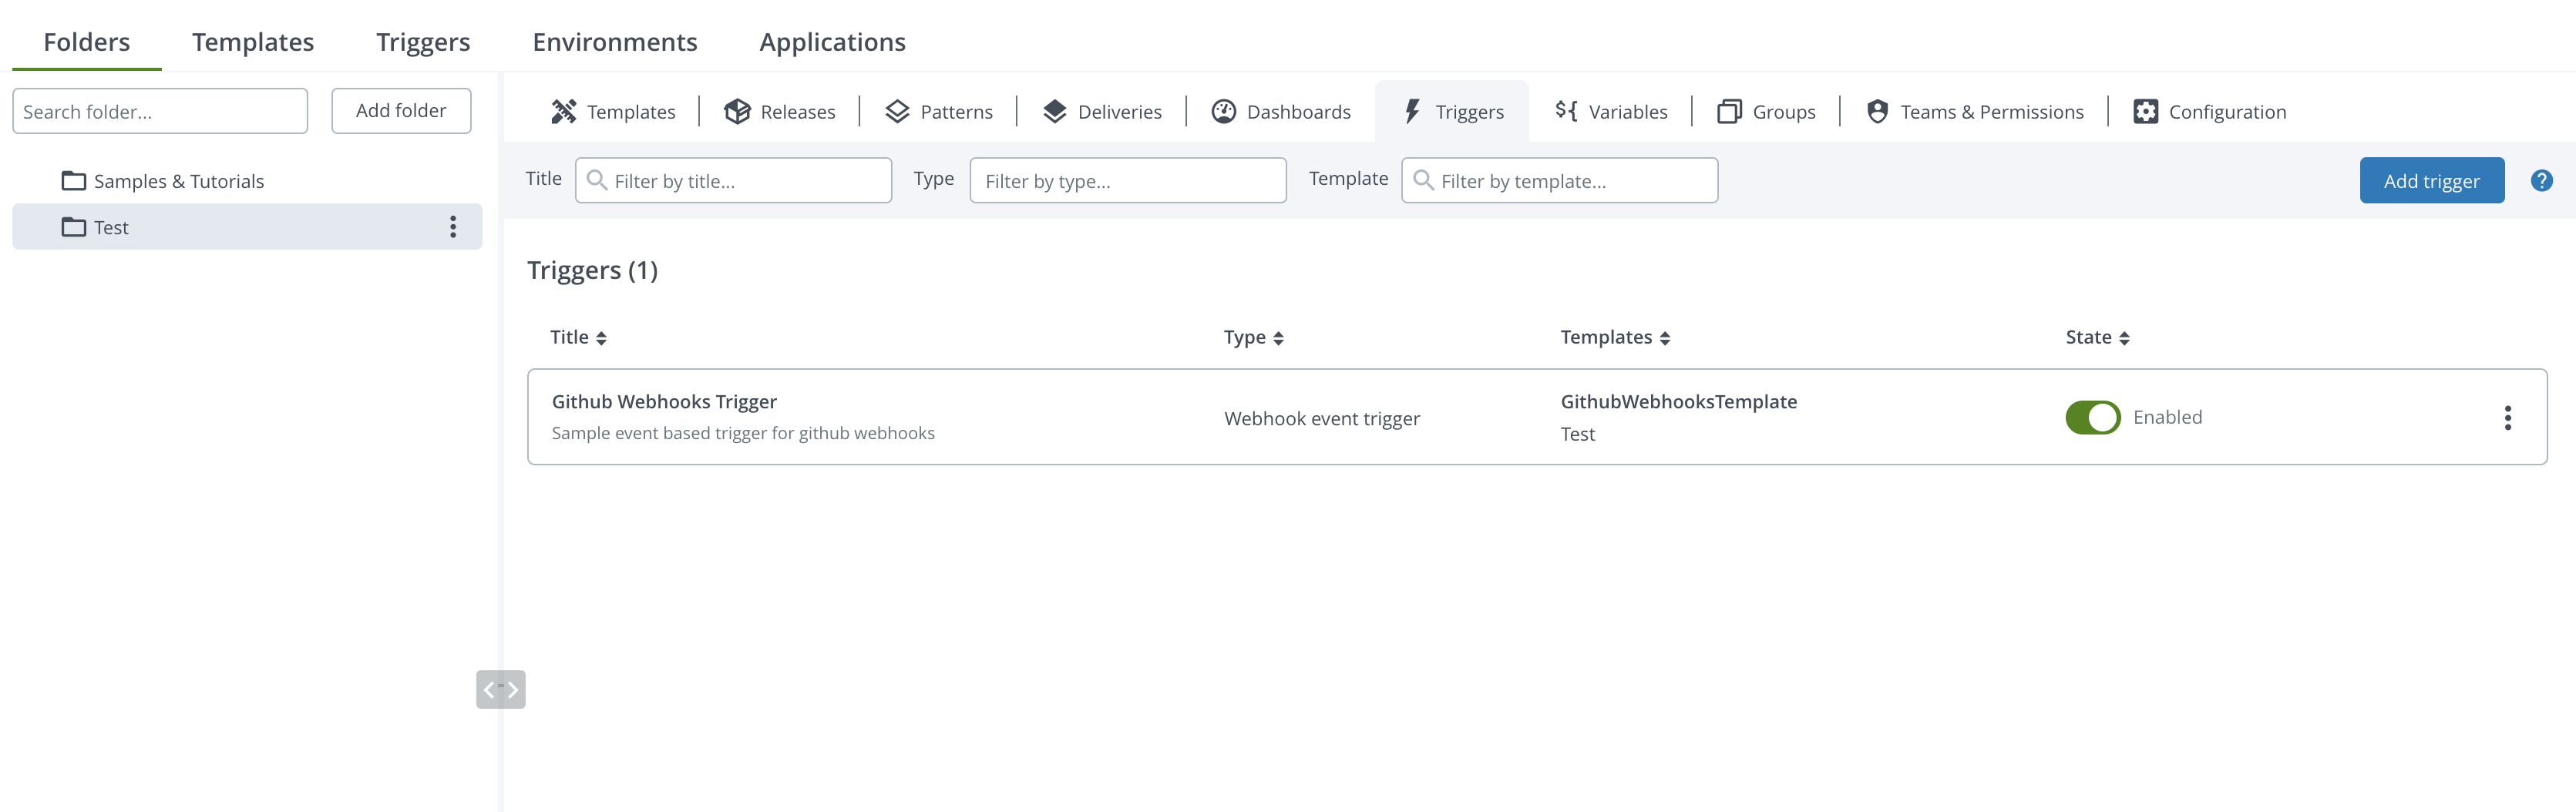 Folders Templates Triggers Environments Applications
Search folder... Add folder
Templates Releases Patterns Deliveries Dashboards Triggers ${ Variables Groups Teams & Permissions Configuration
Samples & Tutorials
Test
Title Filter by title... Type Filter by type... Template Filter by template... Add trigger ?
Triggers (1)
Title Type Templates State
Github Webhooks Trigger
Sample event based trigger for github webhooks
Webhook event trigger
GithubWebhooksTemplate
Test
Enabled